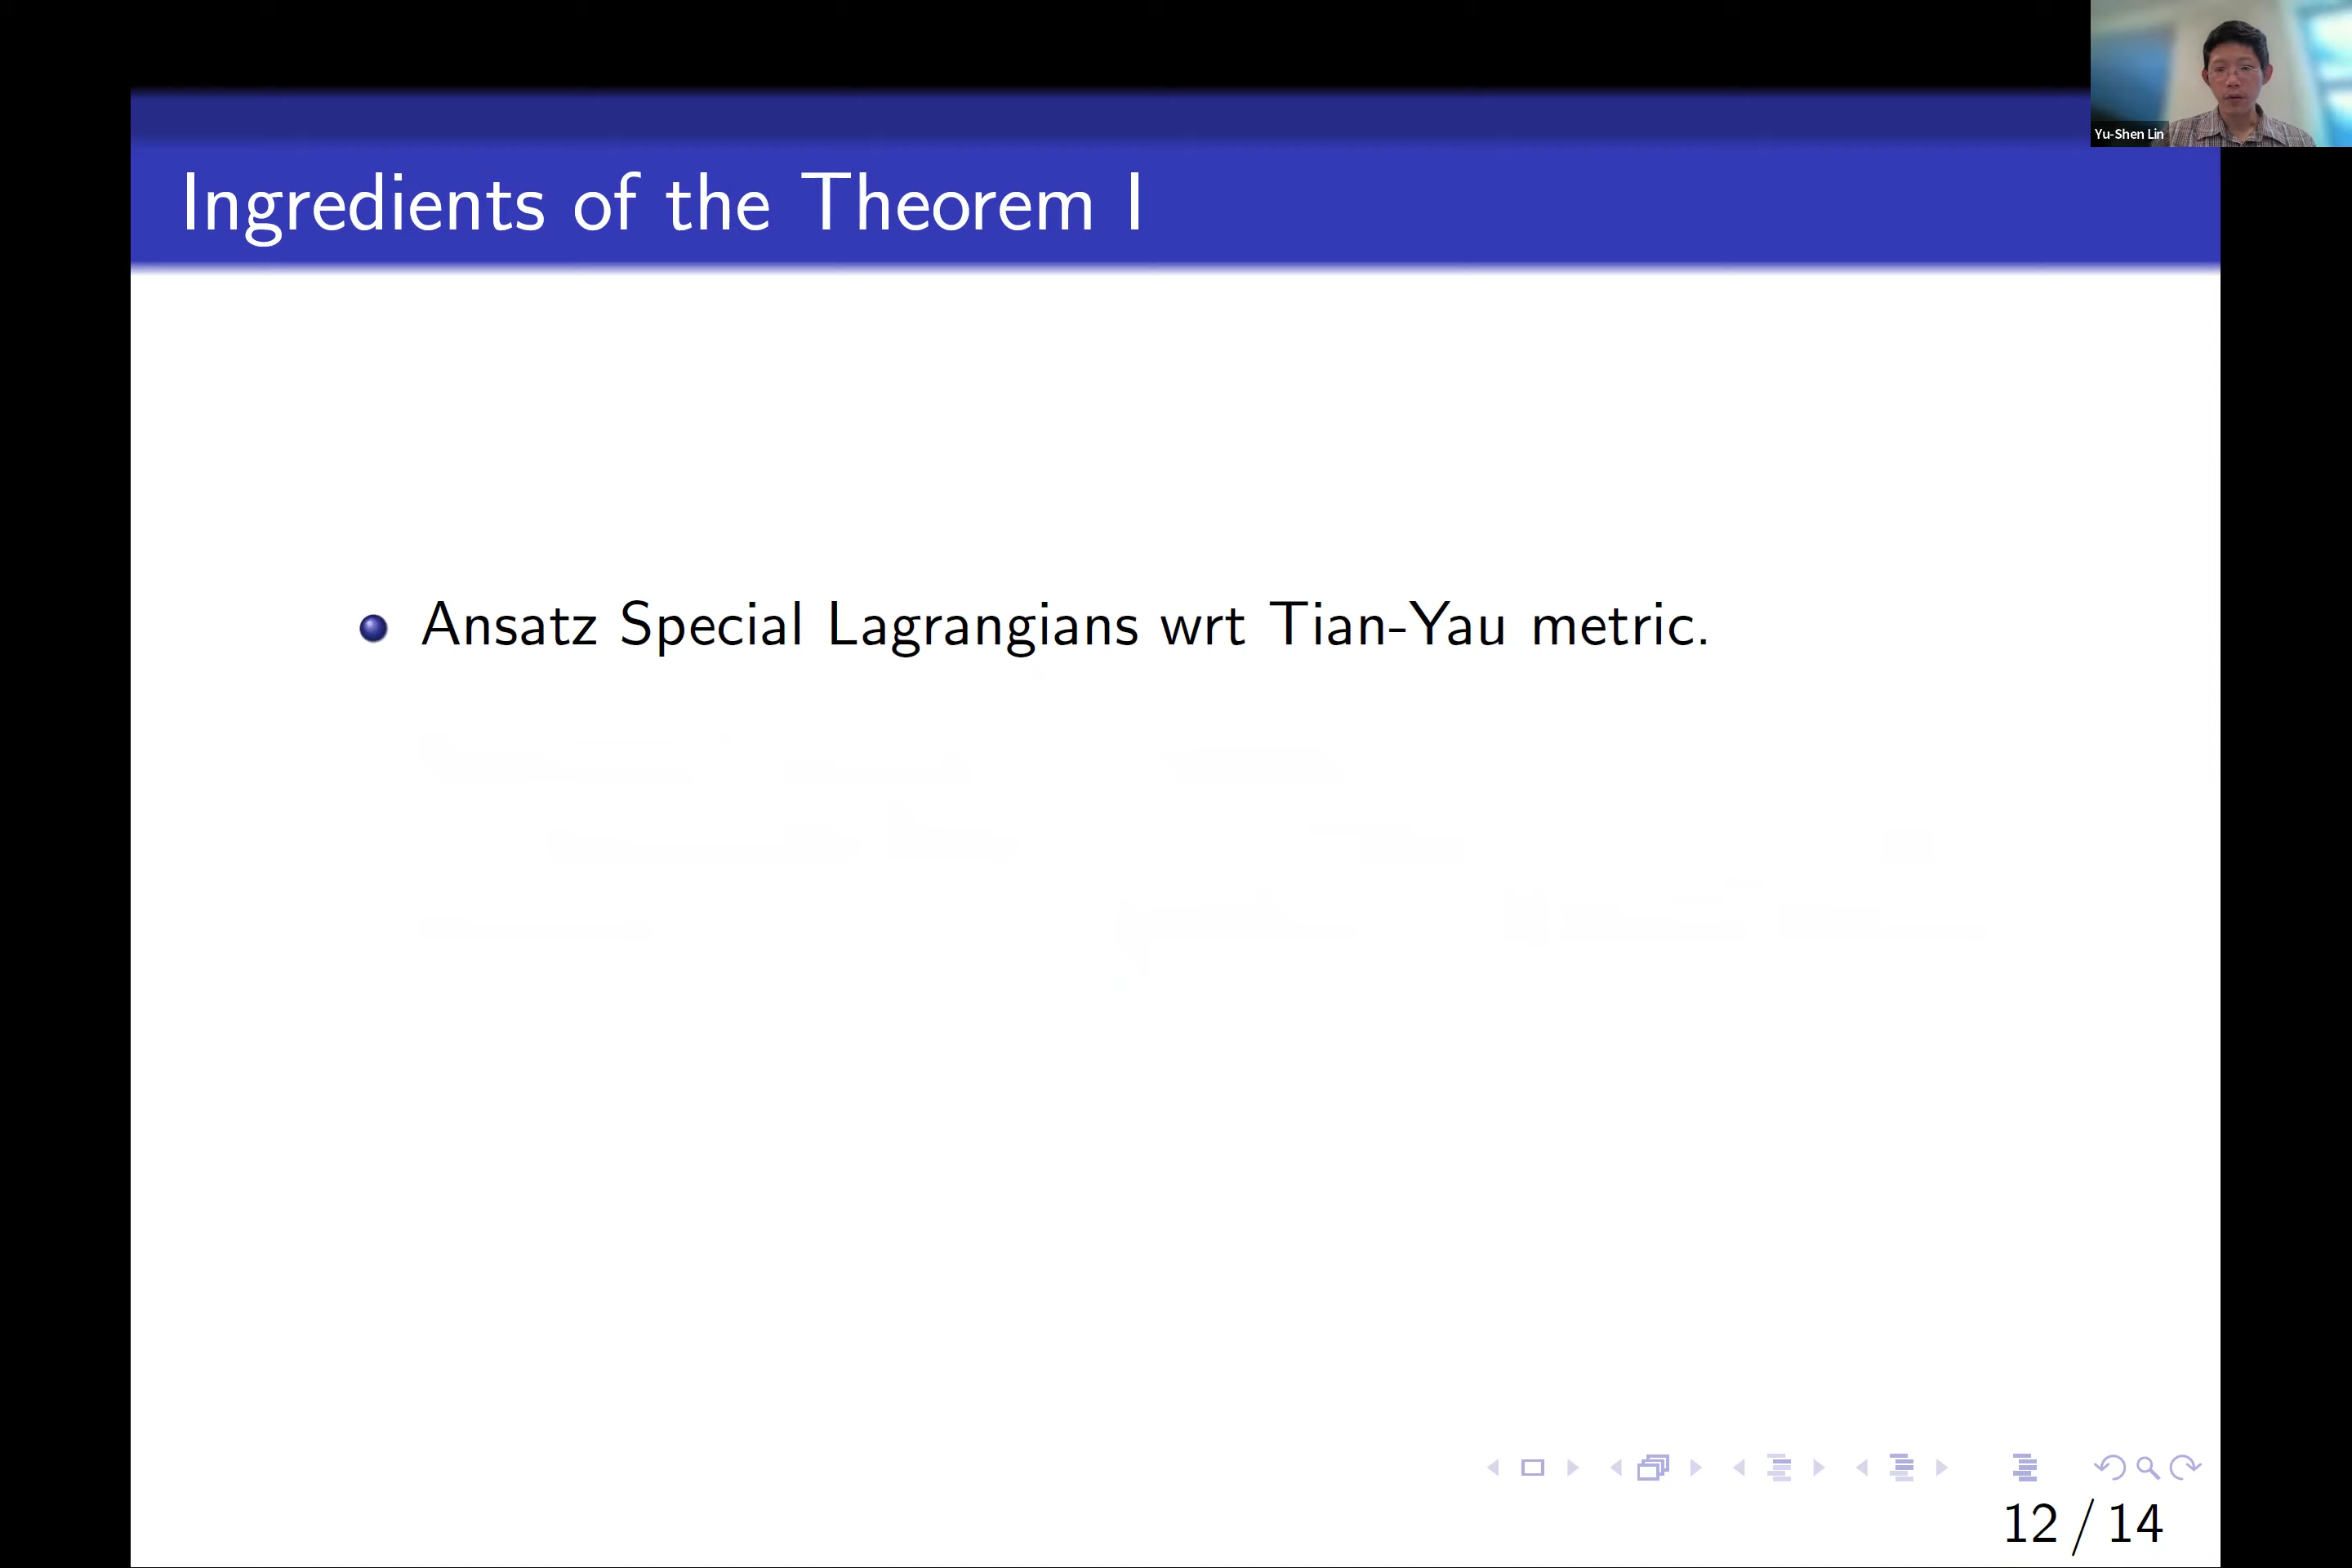 Yu-Shen Lin
Ingredients of the Theorem I
Ansatz Special Lagrangians wrt Tian-Yau metric.
12 / 14